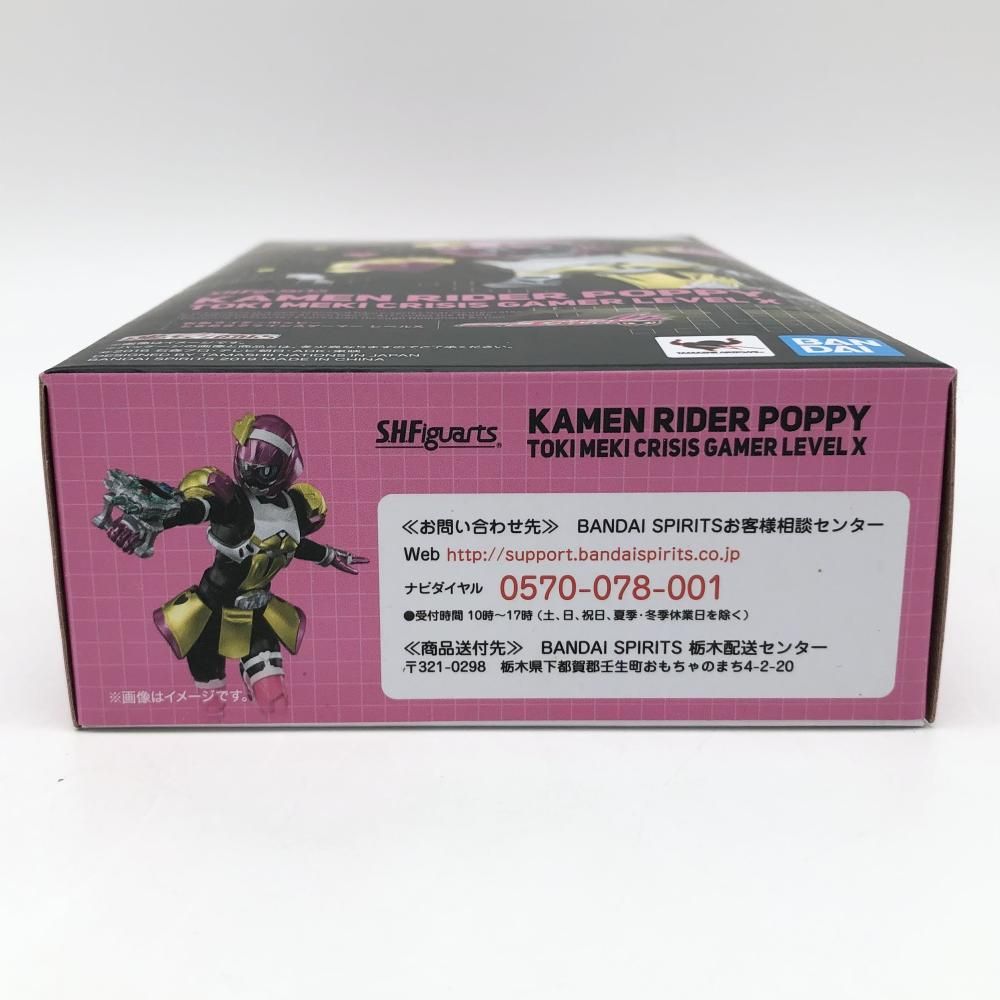 KAMEN RIDER POPPY
TOKI MEKI CRISIS GAMER LEVEL X
DESIGNED BY TAMASHII NATIONS IN JAPAN
BANDAI
S.H.Figuarts
KAMEN RIDER POPPY
TOKI MEKI CRISIS GAMER LEVEL X
≪お問い合わせ先≫ BANDAI SPIRITSお客様相談センター
Web http://support.bandaispirits.co.jp
ナビダイヤル 0570-078-001
●受付時間 10時～17時（土、日、祝日、夏季・冬季休業日を除く）
≪商品送付先≫ BANDAI SPIRITS 栃木配送センター
〒321-0298 栃木県下都賀郡壬生町おもちゃのまち4-2-20
※画像はイメージです。